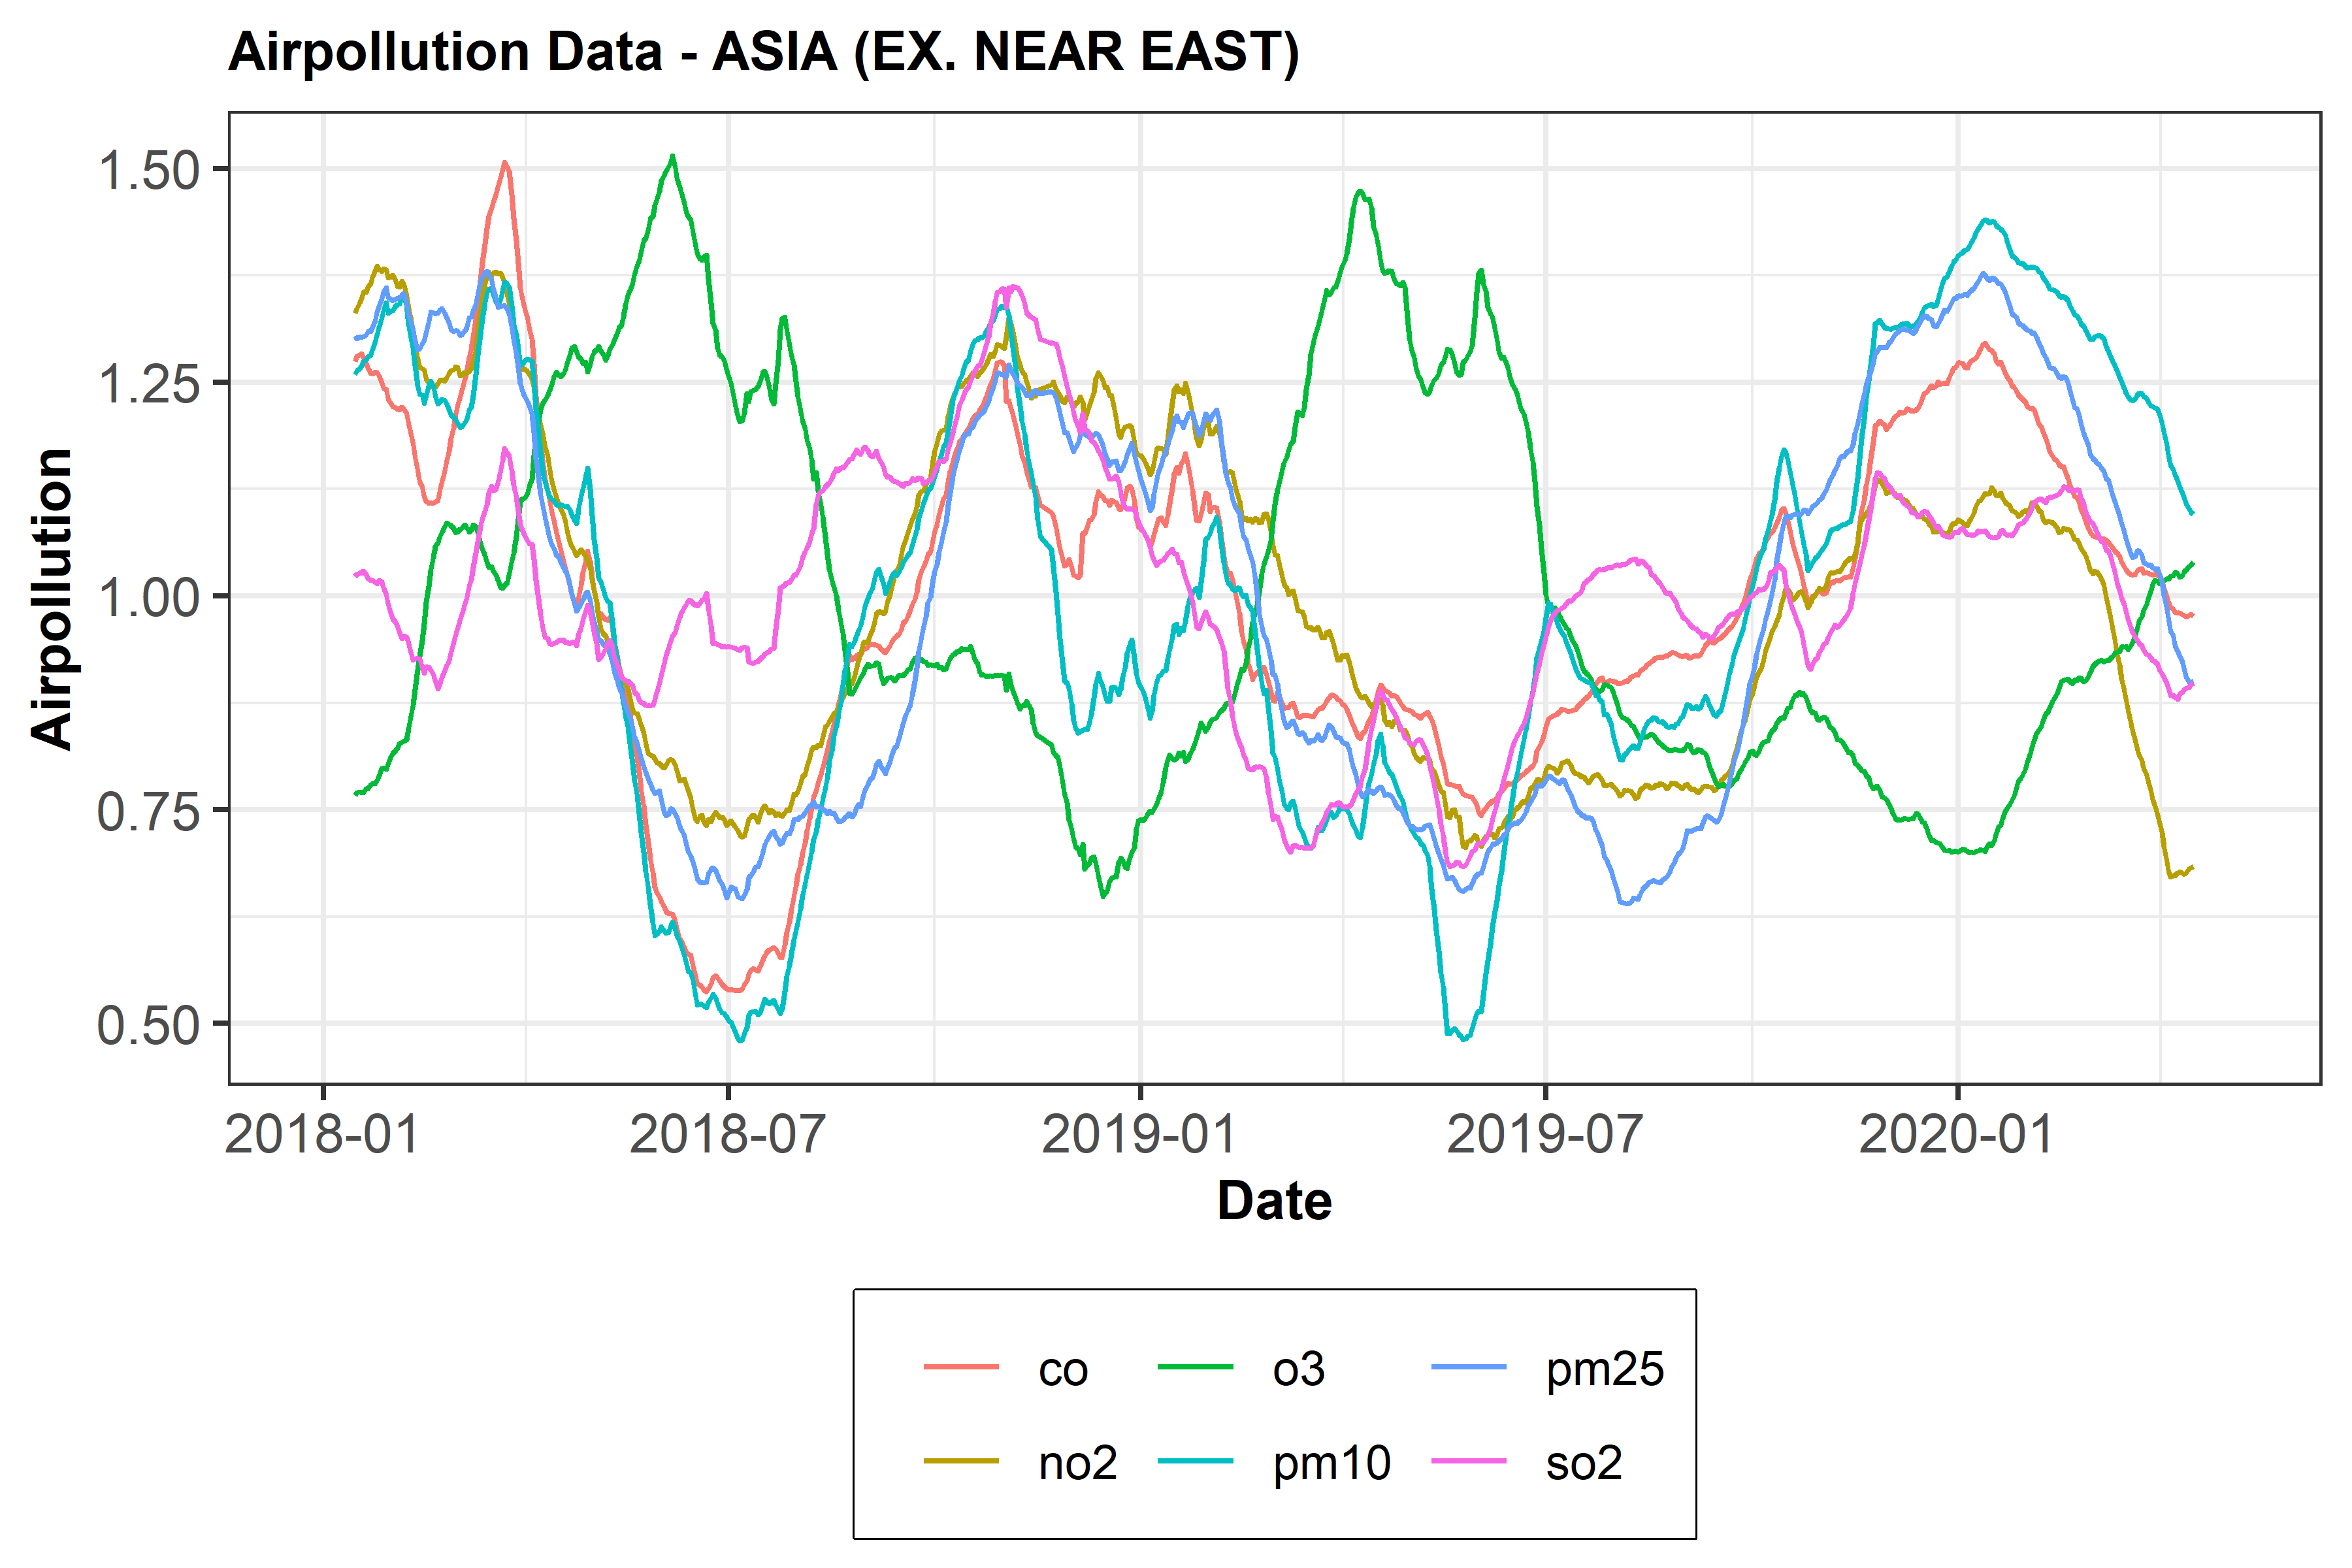 Airpollution Data - ASIA (EX. NEAR EAST)
Airpollution
1.50
1.25
1.00
0.75
0.50
2018-01 2018-07 2019-01 2019-07 2020-01
Date
co o3 pm25
no2 pm10 so2